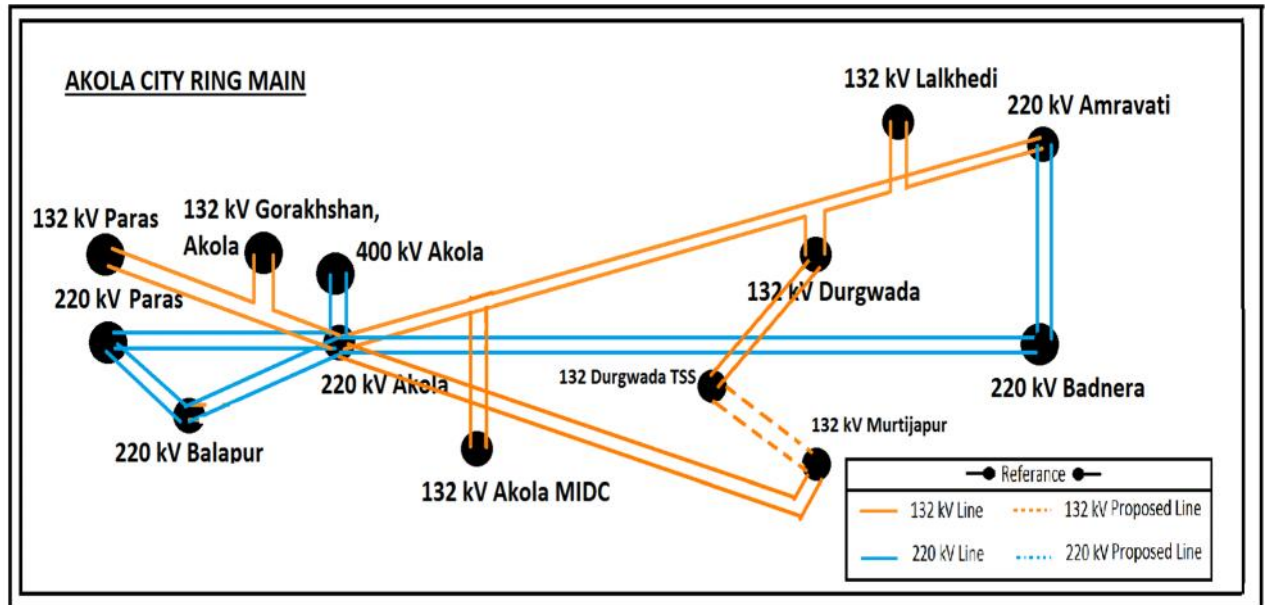 AKOLA CITY RING MAIN
132 kV Lalkhedi
220 kV Amravati
132 kV Paras
132 kV Gorakhshan,
Akola
400 kV Akola
220 kV Paras
132 kV Durgwada
220 kV Akola
132 Durgwada TSS
220 kV Badnera
220 kV Balapur
132 kV Murtijapur
132 kV Akola MIDC
Referance
132 kV Line
132 kV Proposed Line
220 kV Line
220 kV Proposed Line